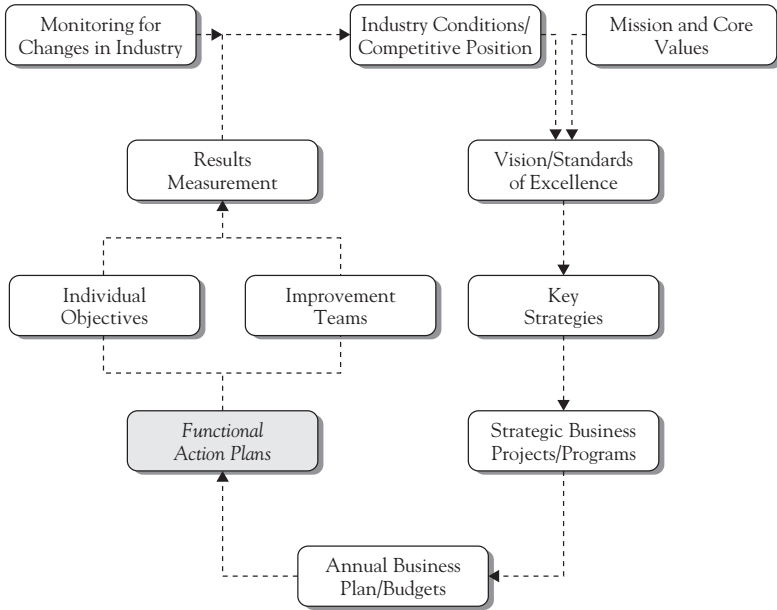 Monitoring for
Changes in Industry
Industry Conditions/
Competitive Position
Mission and Core
Values
Results
Measurement
Vision/Standards
of Excellence
Individual
Objectives
Improvement
Teams
Key
Strategies
Functional
Action Plans
Strategic Business
Projects/Programs
Annual Business
Plan/Budgets